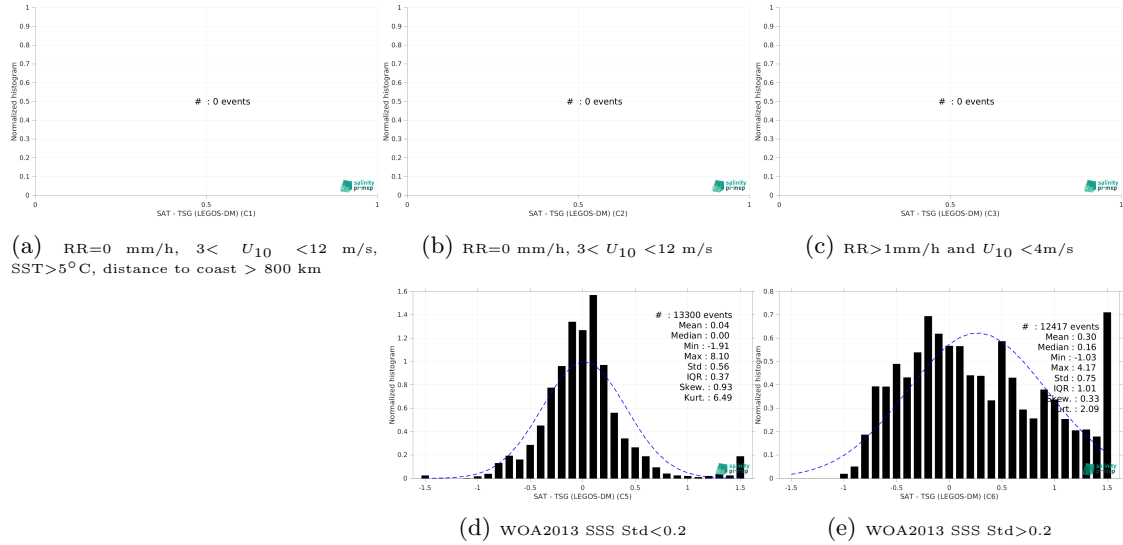 1
0.9
0.8
0.7
0.6
0.5
0.4
0.3
0.2
0.1
0
Normalized histogram
# : 0 events
0 0.5 1
SAT - TSG (LEGOS-DM) (C1)
salinity
pi-mep
1
0.9
0.8
0.7
0.6
0.5
0.4
0.3
0.2
0.1
0
Normalized histogram
# : 0 events
0 0.5 1
SAT - TSG (LEGOS-DM) (C2)
salinity
pi-mep
1
0.9
0.8
0.7
0.6
0.5
0.4
0.3
0.2
0.1
0
Normalized histogram
# : 0 events
0 0.5 1
SAT - TSG (LEGOS-DM) (C3)
salinity
pi-mep
(a) RR=0 mm/h, 3< U10 <12 m/s,
SST>5°C, distance to coast > 800 km
(b) RR=0 mm/h, 3< U10 <12 m/s
(c) RR>1mm/h and U10 <4m/s
1.6
1.4
1.2
1
0.8
0.6
0.4
0.2
0
Normalized histogram
# : 13300 events
Mean : 0.04
Median : 0.00
Min : -1.91
Max : 8.10
Std : 0.56
IQR : 0.37
Skew. : 0.93
Kurt. : 6.49
-1.5 -1 -0.5 0 0.5 1 1.5
SAT - TSG (LEGOS-DM) (C5)
salinity
pi-mep
0.8
0.7
0.6
0.5
0.4
0.3
0.2
0.1
0
Normalized histogram
# : 12417 events
Mean : 0.30
Median : 0.16
Min : -1.03
Max : 4.17
Std : 0.75
IQR : 1.01
Skew. : 0.33
Kurt. : 2.09
-1.5 -1 -0.5 0 0.5 1 1.5
SAT - TSG (LEGOS-DM) (C6)
(d) WOA2013 SSS Std<0.2
(e) WOA2013 SSS Std>0.2